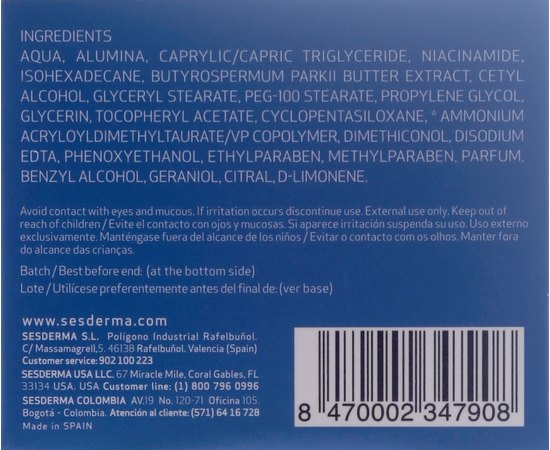 INGREDIENTS
AQUA, ALUMINA, CAPRYLIC/CAPRIC TRIGLYCERIDE, NIACINAMIDE,
ISOHEXADECANE, BUTYROSPERMUM PARKII BUTTER EXTRACT, CETYL
ALCOHOL, GLYCERYL STEARATE, PEG-100 STEARATE, PROPYLENE GLYCOL,
GLYCERIN, TOCOPHERYL ACETATE, CYCLOPENTASILOXANE, * AMMONIUM
ACRYLOYLDIMETHYLTAURATE/VP COPOLYMER, DIMETHICONOL, DISODIUM
EDTA, PHENOXYETHANOL, ETHYLPARABEN, METHYLPARABEN, PARFUM,
BENZYL ALCOHOL, GERANIOL, CITRAL, D-LIMONENE.
Avoid contact with eyes and mucous. If irritation occurs discontinue use. External use only. Keep out of
reach of children / Evite el contacto con ojos y mucosas. Si aparece irritación suspenda su uso. Uso externo
exclusivamente. Manténgase fuera del alcance de los niños / Evitar o contacto com os olhos. Manter fora
do alcance das crianças.
Batch / Best before end: (at the bottom side)
Lote / Utilícese preferentemente antes del final de: (ver base)
www.sesderma.com
SESDERMA S.L. Polígono Industrial Rafelbuñol.
C/ Massamagrell,5. 46138 Rafelbuñol. Valencia (Spain)
Customer service: 902 100 223
SESDERMA USA LLC. 67 Miracle Mile, Coral Gables, FL
33134 USA. USA Customer line: (1) 800 796 0996
SESDERMA COLOMBIA AV.19 No. 120-71 Oficina 105.
Bogotá - Colombia. Atención al cliente: (571) 64 16 728
Made in SPAIN
8 470002 347908